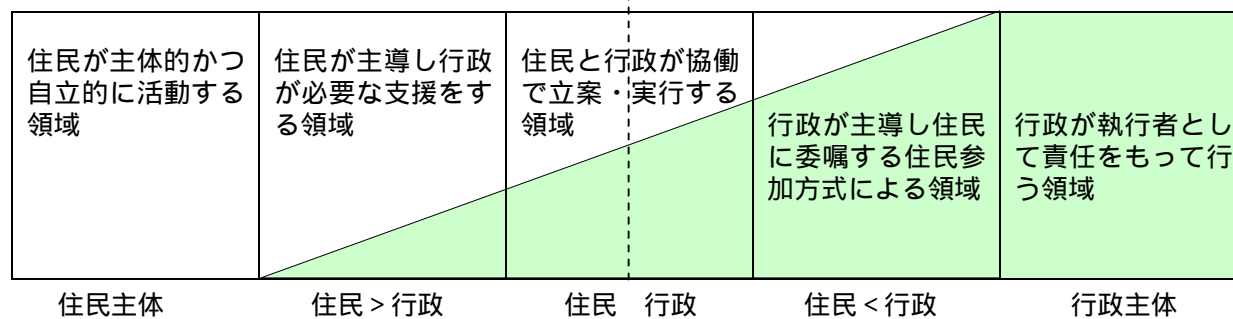 住民が主体的かつ
自立的に活動する
領域
住民が主導し行政
が必要な支援をす
る領域
住民と行政が協働
で立案・実行する
領域
行政が主導し住民
に委嘱する住民参
加方式による領域
行政が執行者とし
て責任をもって行
う領域
住民主体
住民>行政
住民 行政
住民<行政
行政主体